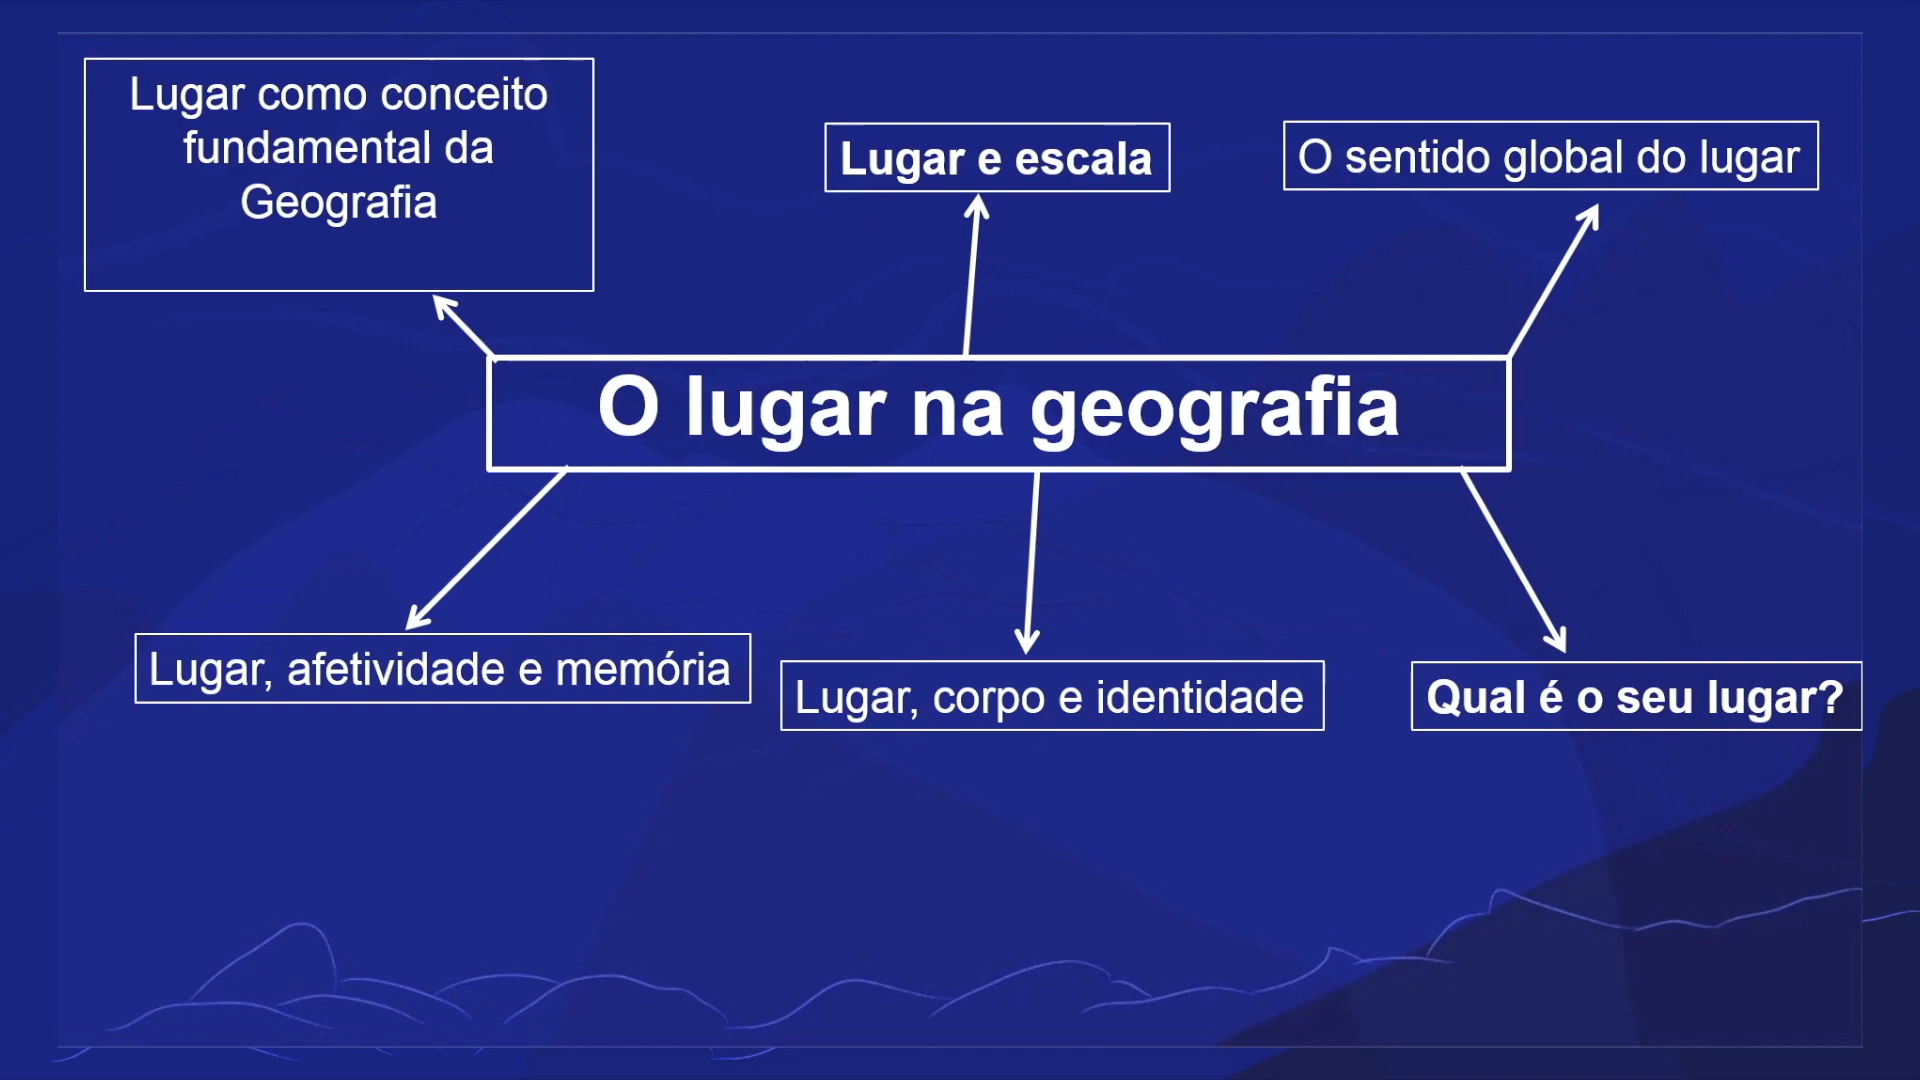 Lugar como conceito
fundamental da
Geografia
Lugar e escala
O sentido global do lugar
O lugar na geografia
Lugar, afetividade e memória
Lugar, corpo e identidade
Qual é o seu lugar?